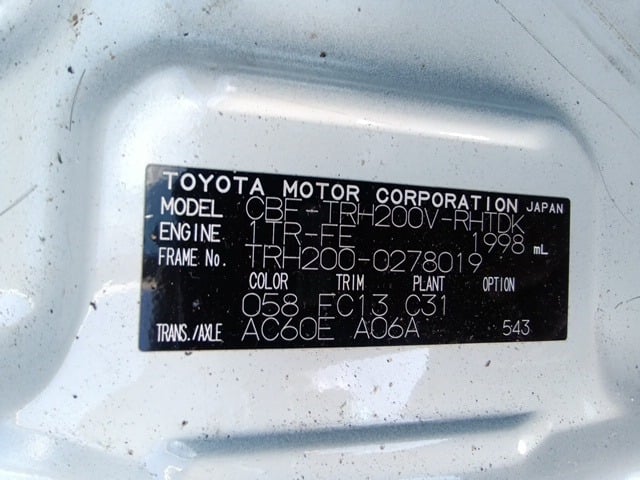 TOYOTA MOTOR CORPORATION JAPAN
MODEL CBF-TRH200V-RHTDK
ENGINE 1TR-FE 1998 mL
FRAME No. TRH200-0278019
COLOR TRIM PLANT OPTION
058 FC13 C31
TRANS./AXLE AC60E A06A 543